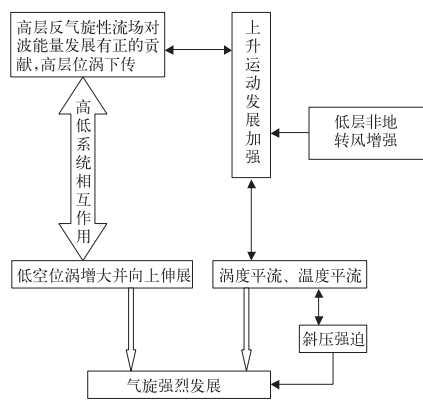 高层反气旋性流场对
波能量发展有正的贡
献,高层位涡下传
上升运动发展加强
低层非地
转风增强
高低系统相互作用
低空位涡增大并向上伸展
涡度平流、温度平流
斜压强迫
气旋强烈发展